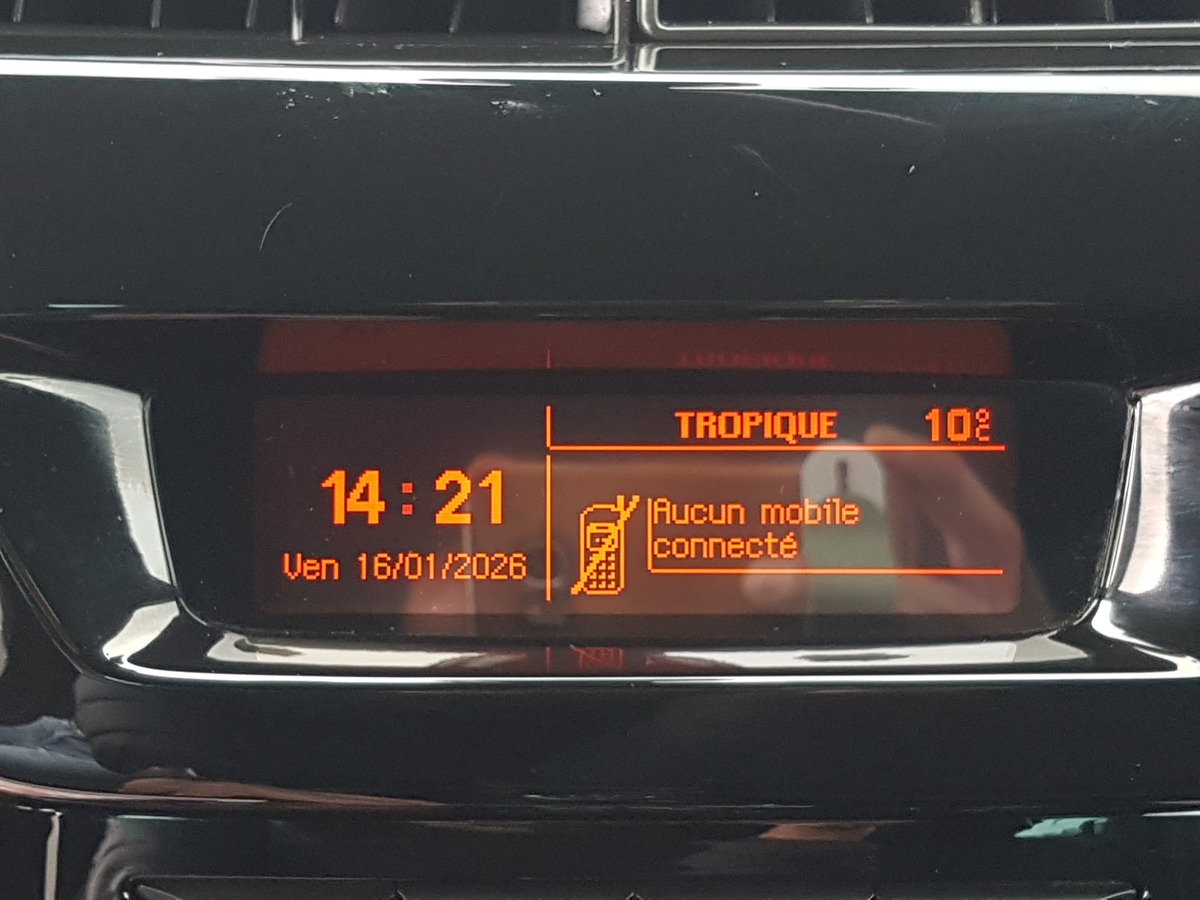 TROPIQUE 10°C
14:21
Ven 16/01/2026
Aucun mobile
connecté